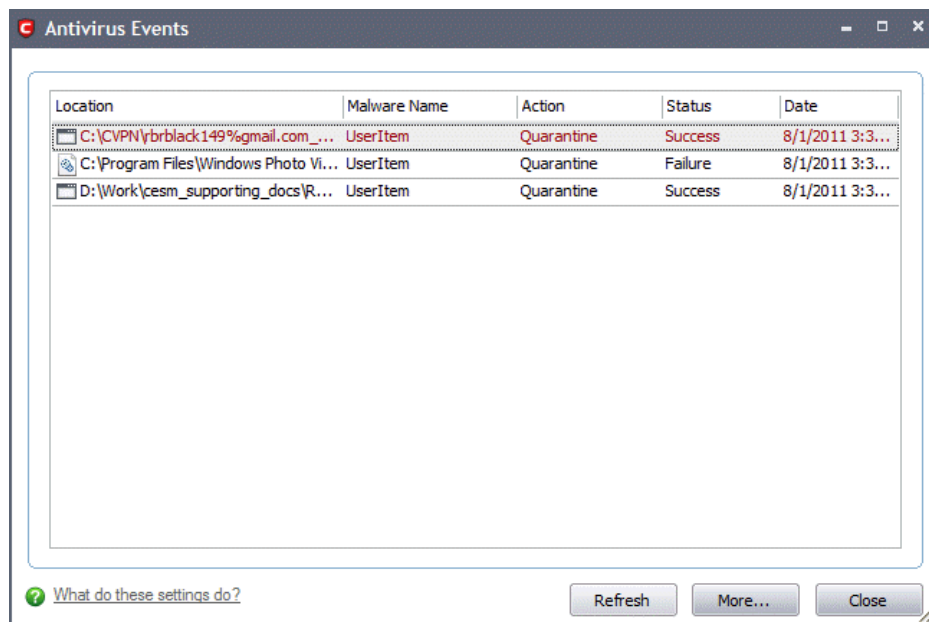 Antivirus Events
Location Malware Name Action Status Date
C:\CVPN\rbrblack149%gmail.com_... UserItem Quarantine Success 8/1/2011 3:3...
C:\Program Files\Windows Photo Vi... UserItem Quarantine Failure 8/1/2011 3:3...
D:\Work\cesm_supporting_docs\R... UserItem Quarantine Success 8/1/2011 3:3...
What do these settings do?
Refresh More... Close